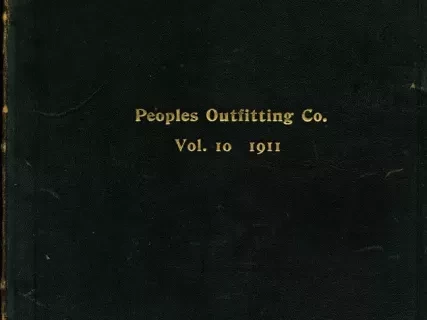 Peoples Outfitting Co.
Vol. 10 1911